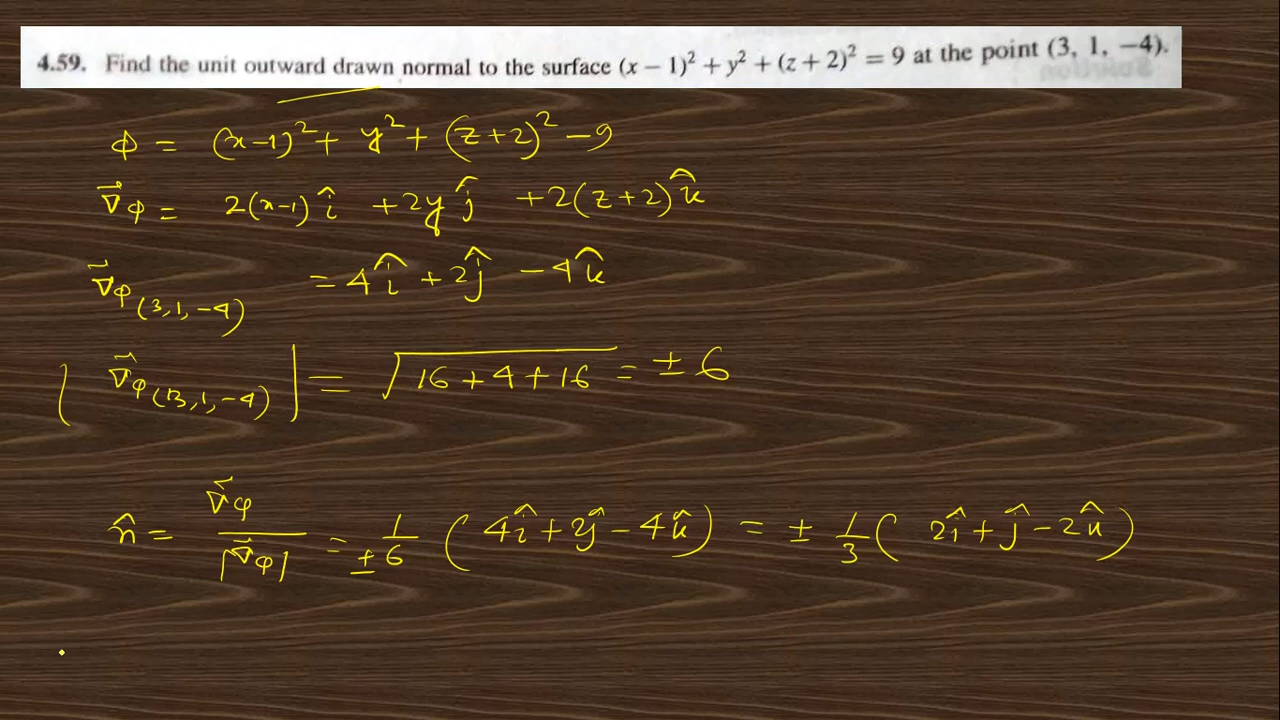 4.59. Find the unit outward drawn normal to the surface (x − 1)² + y² + (z + 2)² = 9 at the point (3, 1, −4).
φ = (x−1)² + y² + (z+2)² − 9
∇⃗φ = 2(x−1) î + 2y ĵ + 2(z+2) k̂
∇⃗φ(3,1,−4) = 4î + 2ĵ − 4k̂
|∇⃗φ(3,1,−4)| = √16+4+16 = ± 6
n̂ = ∇⃗φ / |∇⃗φ| = 1/±6 (4î + 2ĵ − 4k̂) = ± 1/3 ( 2î + ĵ − 2k̂)